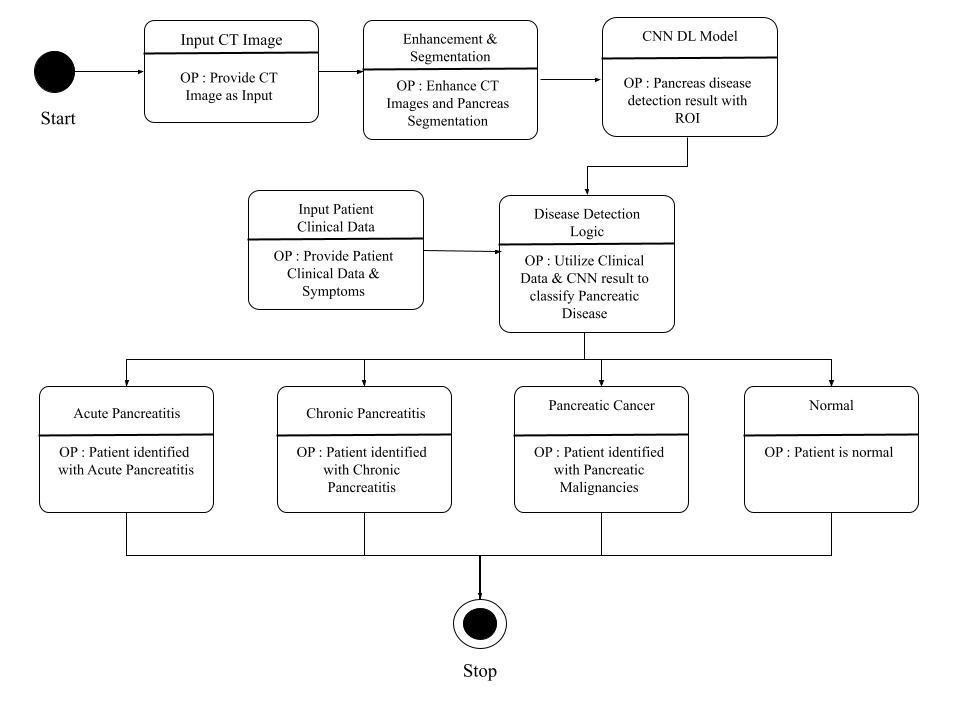 Input CT Image
OP : Provide CT
Image as Input
Start
Enhancement &
Segmentation
OP : Enhance CT
Images and Pancreas
Segmentation
CNN DL Model
OP : Pancreas disease
detection result with
ROI
Input Patient
Clinical Data
OP : Provide Patient
Clinical Data &
Symptoms
Disease Detection
Logic
OP : Utilize Clinical
Data & CNN result to
classify Pancreatic
Disease
Acute Pancreatitis
OP : Patient identified
with Acute Pancreatitis
Chronic Pancreatitis
OP : Patient identified
with Chronic
Pancreatitis
Pancreatic Cancer
OP : Patient identified
with Pancreatic
Malignancies
Normal
OP : Patient is normal
Stop